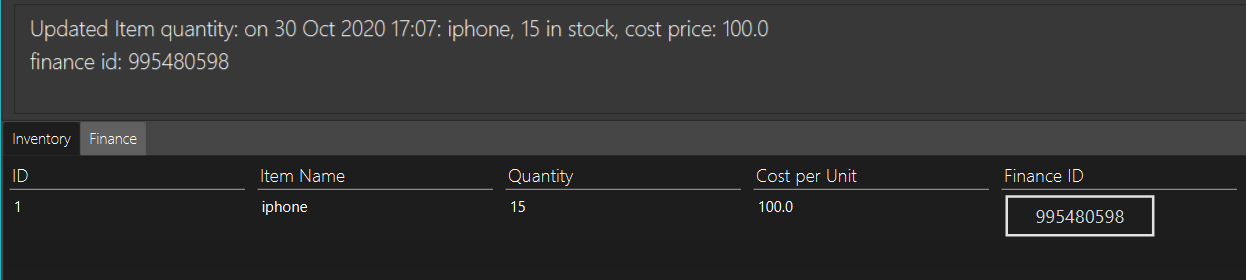 Updated Item quantity: on 30 Oct 2020 17:07: iphone, 15 in stock, cost price: 100.0
finance id: 995480598
Inventory Finance
ID Item Name Quantity Cost per Unit Finance ID
1 iphone 15 100.0 995480598